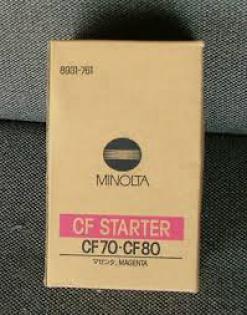 8931-761
MINOLTA
CF STARTER
CF70·CF80
マゼンタ, MAGENTA